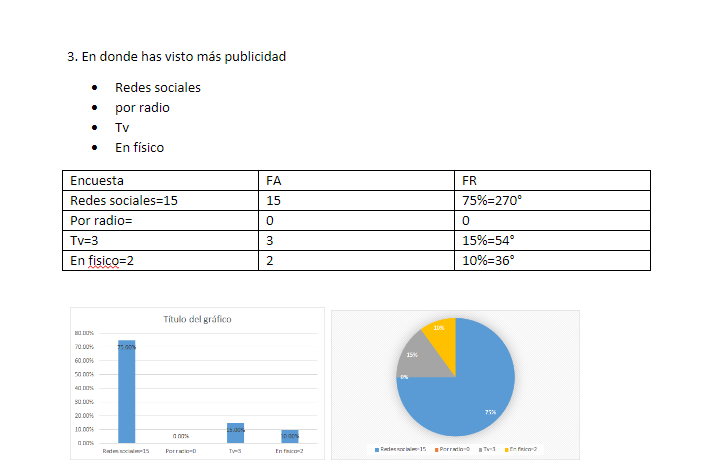 3. En donde has visto más publicidad
• Redes sociales
• por radio
• Tv
• En físico
Encuesta FA FR
Redes sociales=15 15 75%=270°
Por radio= 0 0
Tv=3 3 15%=54°
En fisico=2 2 10%=36°
Título del gráfico
80.00%
70.00%
60.00%
50.00%
40.00%
30.00%
20.00%
10.00%
0.00%
75.00%
0.00%
15.00%
10.00%
Redes sociales=15 Por radio=0 Tv=3 En fisico=2
10%
15%
0%
75%
Redes sociales=15 Por radio=0 Tv=3 En fisico=2